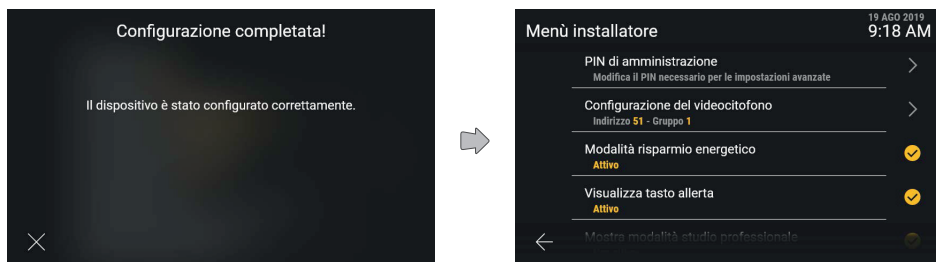 Configurazione completata!
Il dispositivo è stato configurato correttamente.
19 AGO 2019
Menù installatore
9:18 AM
PIN di amministrazione
Modifica il PIN necessario per le impostazioni avanzate
Configurazione del videocitofono
Indirizzo 51 - Gruppo 1
Modalità risparmio energetico
Attivo
Visualizza tasto allerta
Attivo
Mostra modalità studio professionale